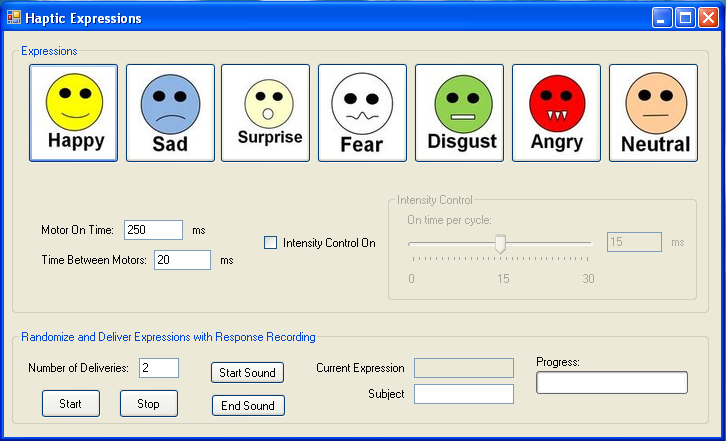 Haptic Expressions
Expressions
Happy
Sad
Surprise
Fear
Disgust
Angry
Neutral
Intensity Control
On time per cycle:
Motor On Time: 250 ms
Intensity Control On
15 ms
Time Between Motors: 20 ms
0 15 30
Randomize and Deliver Expressions with Response Recording
Number of Deliveries: 2
Start Sound
Current Expression
Progress:
Subject
Start
Stop
End Sound